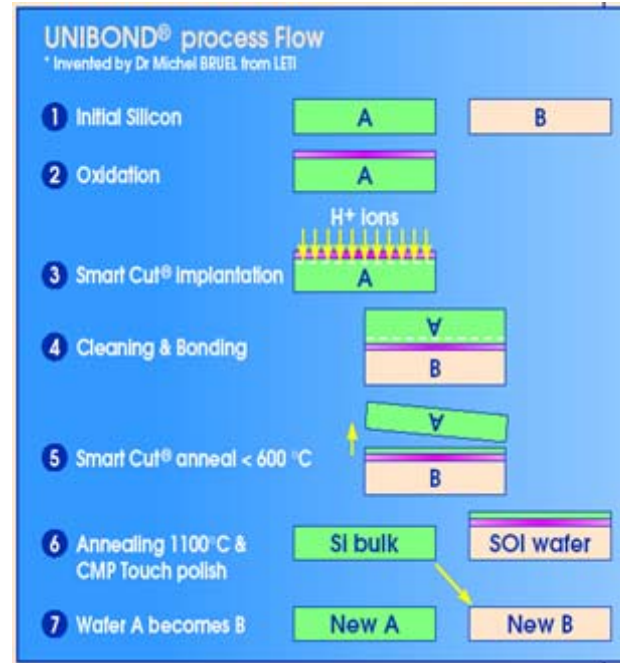 UNIBOND® process Flow
* Invented by Dr Michel BRUEL from LETI
1 Initial Silicon A B
2 Oxidation A
H+ ions
3 Smart Cut® implantation A
A
4 Cleaning & Bonding
B
A
5 Smart Cut® anneal < 600 °C
B
6 Annealing 1100°C & Si bulk SOI wafer
CMP Touch polish
7 Wafer A becomes B New A New B